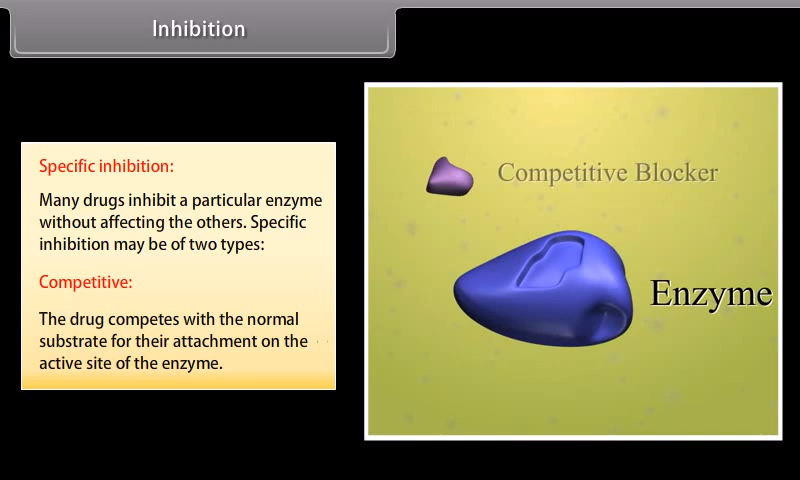 Inhibition
Specific inhibition:
Many drugs inhibit a particular enzyme
without affecting the others. Specific
inhibition may be of two types:
Competitive:
The drug competes with the normal
substrate for their attachment on the
active site of the enzyme.
Competitive Blocker
Enzyme